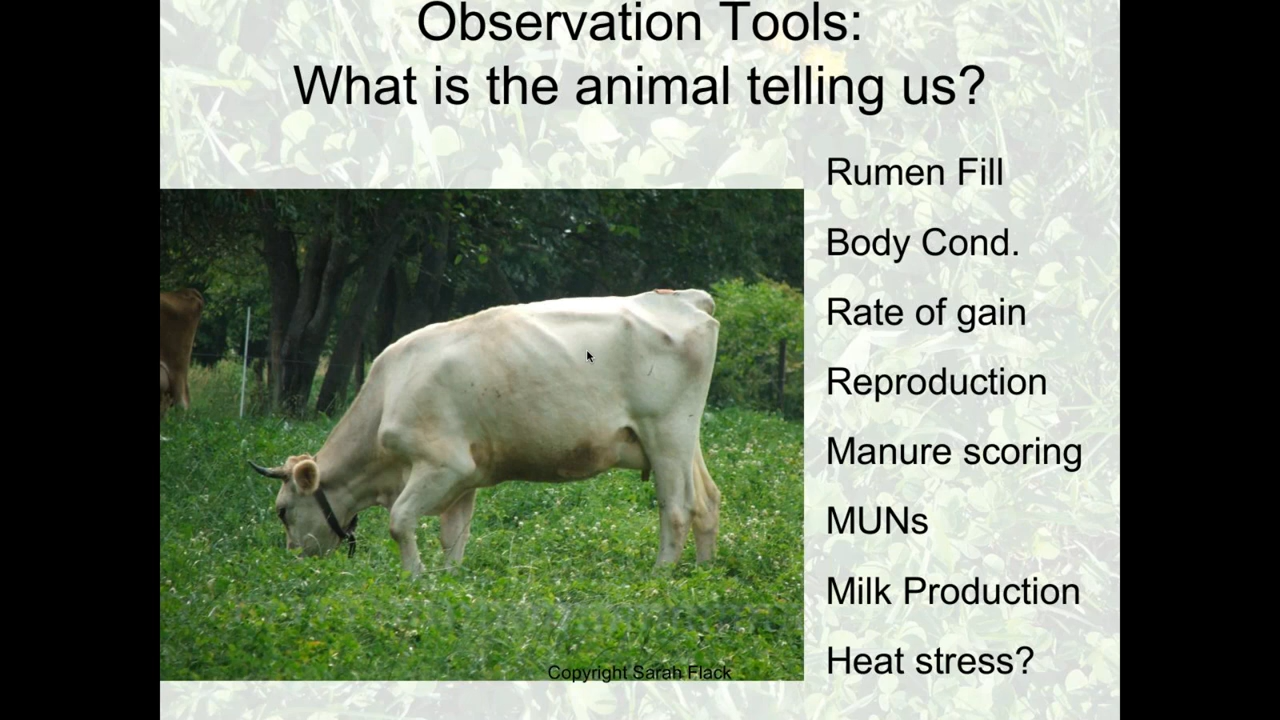 Observation Tools:
What is the animal telling us?
Rumen Fill
Body Cond.
Rate of gain
Reproduction
Manure scoring
MUNs
Milk Production
Heat stress?
Copyright Sarah Flack